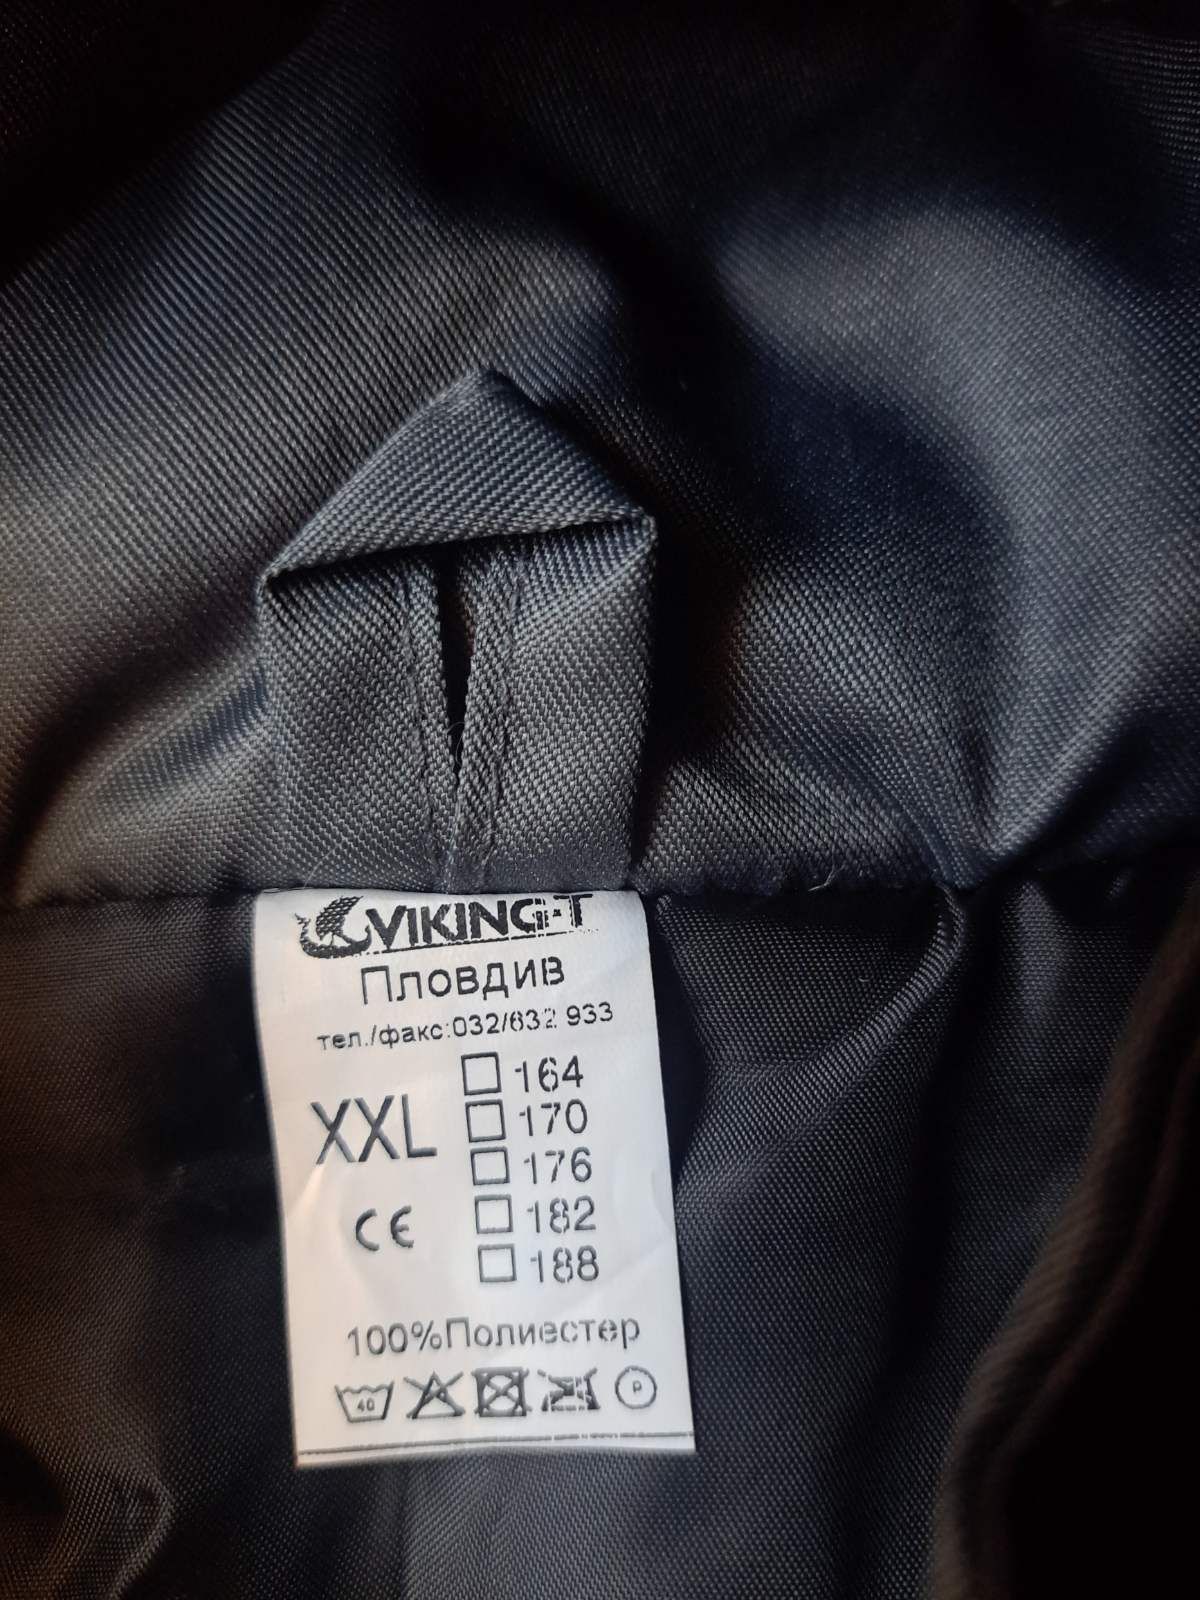 VIKING-T
Пловдив
тел./факс:032/632 933
XXL
164
170
176
182
188
CE
100%Полиестер
40
P